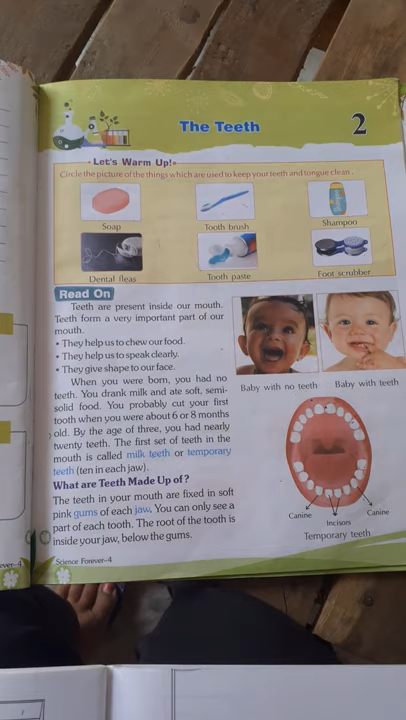 The Teeth
2
Let's Warm Up!
Circle the picture of the things which are used to keep your teeth and tongue clean.
Soap
Tooth brush
Shampoo
Dental fleas
Tooth paste
Foot scrubber
Read On
Teeth are present inside our mouth.
Teeth form a very important part of our
mouth.
• They help us to chew our food.
• They help us to speak clearly.
• They give shape to our face.
When you were born, you had no
teeth. You drank milk and ate soft, semi-
solid food. You probably cut your first
tooth when you were about 6 or 8 months
old. By the age of three, you had nearly
twenty teeth. The first set of teeth in the
mouth is called milk teeth or temporary
teeth (ten in each jaw).
What are Teeth Made Up of?
The teeth in your mouth are fixed in soft
pink gums of each jaw. You can only see a
part of each tooth. The root of the tooth is
inside your jaw, below the gums.
Baby with no teeth
Baby with teeth
Canine
Incisors
Canine
Temporary teeth
ever-4
Science Forever-4